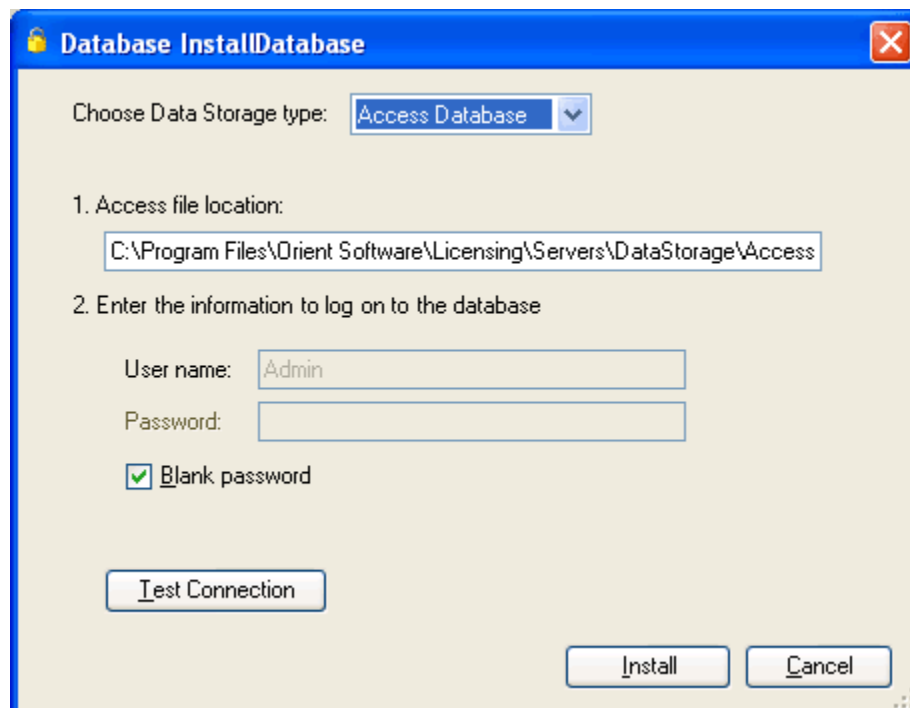 Database InstallDatabase
Choose Data Storage type: Access Database
1. Access file location:
C:\Program Files\Orient Software\Licensing\Servers\DataStorage\Access
2. Enter the information to log on to the database
User name: Admin
Password:
Blank password
Test Connection
Install Cancel